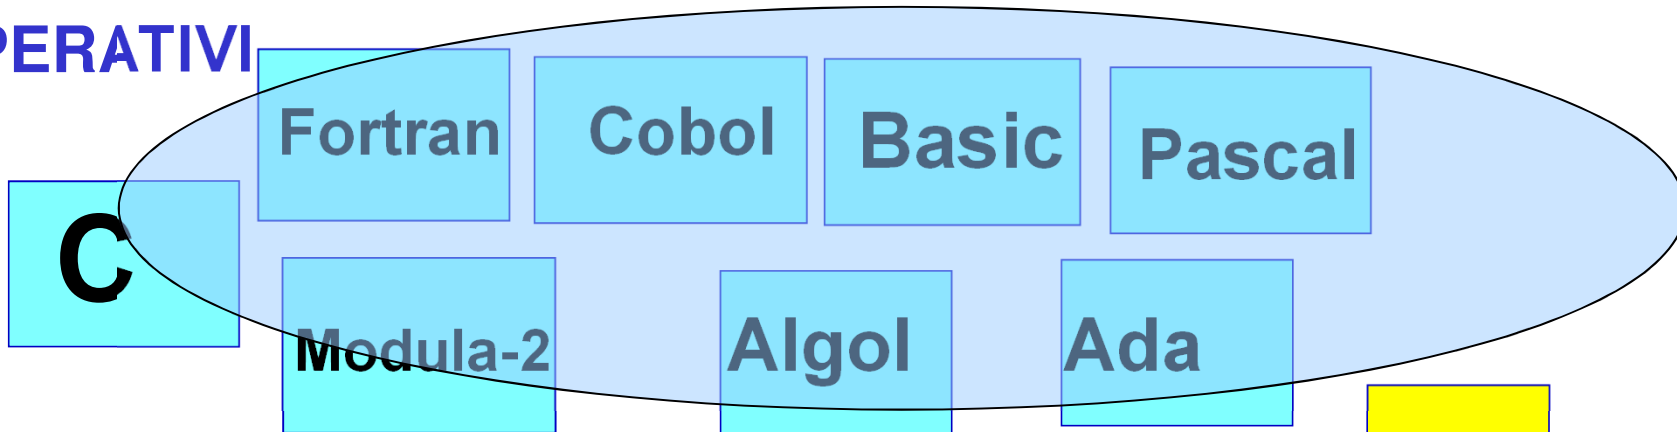 PERATIVI
Fortran
Cobol
Basic
Pascal
C
Modula-2
Algol
Ada